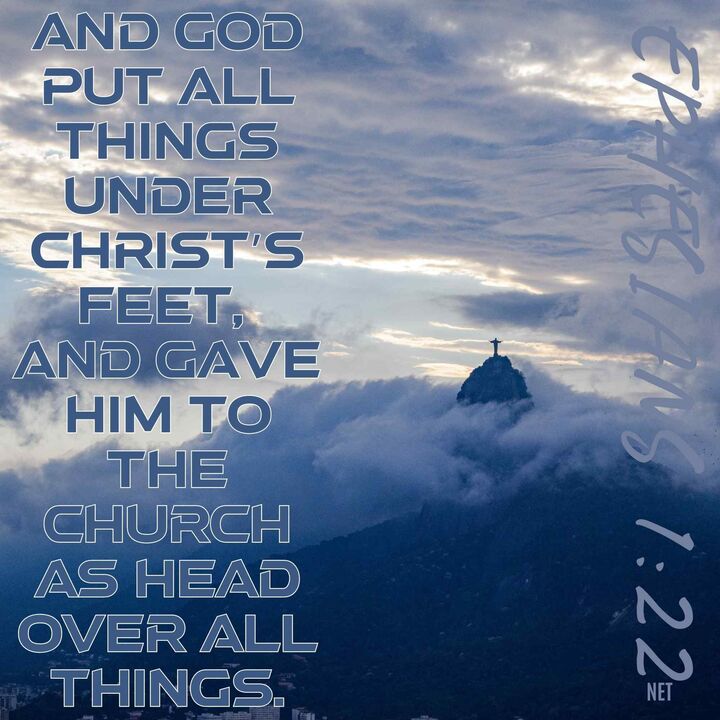 AND GOD
PUT ALL
THINGS
UNDER
CHRIST'S
FEET,
AND GAVE
HIM TO
THE
CHURCH
AS HEAD
OVER ALL
THINGS.
EPHESIANS 1:22
NET